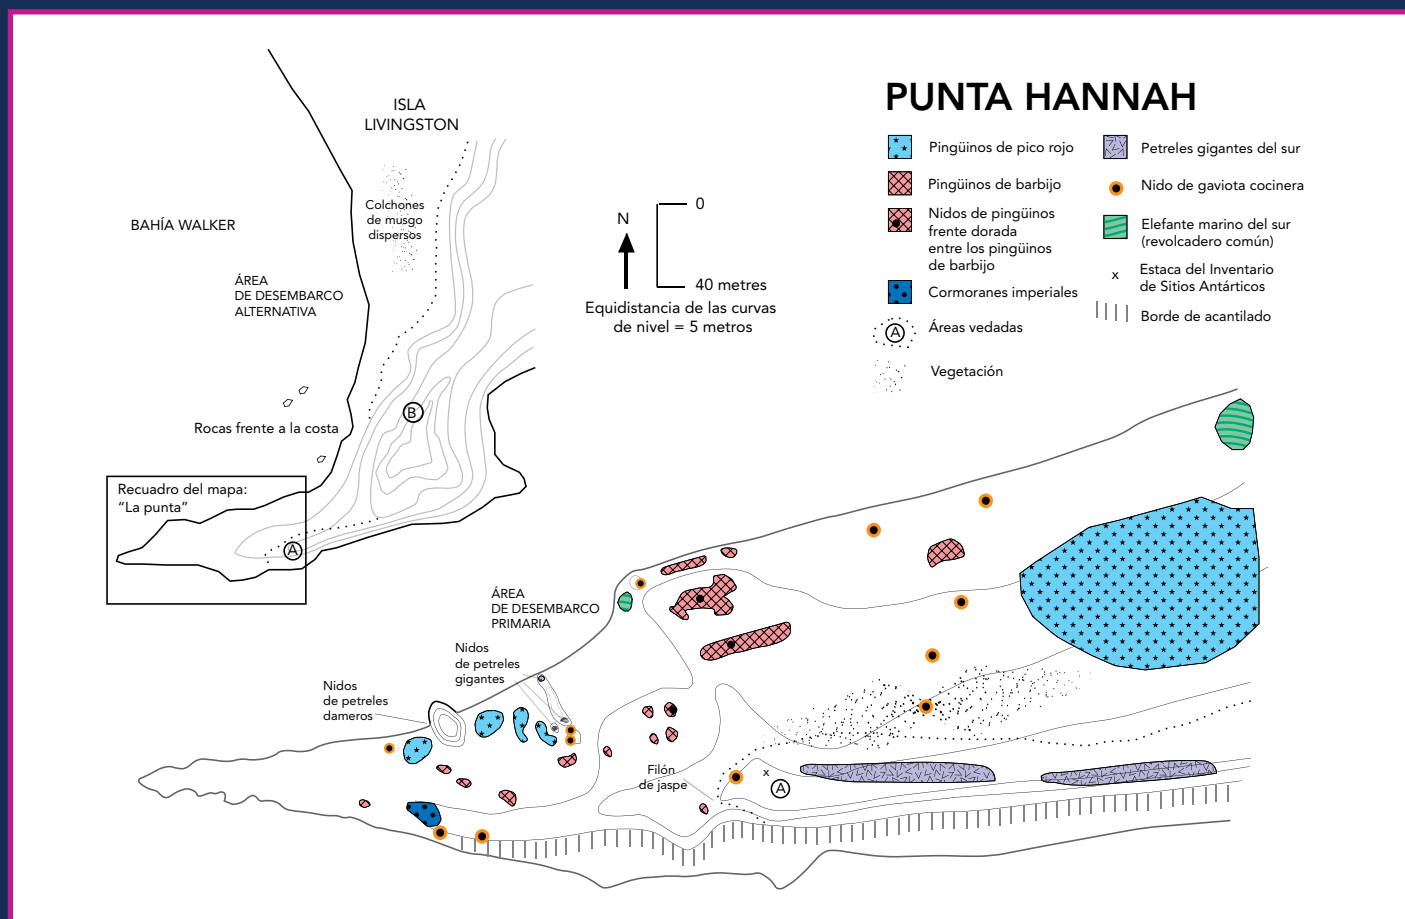 PUNTA HANNAH
ISLA
LIVINGSTON
Colchones
de musgo
dispersos
BAHÍA WALKER
ÁREA
DE DESEMBARCO
ALTERNATIVA
Rocas frente a la costa
B
Recuadro del mapa:
“La punta”
A
N
0
40 metres
Equidistancia de las curvas
de nivel = 5 metros
Pingüinos de pico rojo
Pingüinos de barbijo
Nidos de pingüinos
frente dorada
entre los pingüinos
de barbijo
Cormoranes imperiales
A
Áreas vedadas
Vegetación
Petreles gigantes del sur
Nido de gaviota cocinera
Elefante marino del sur
(revolcadero común)
x
Estaca del Inventario
de Sitios Antárticos
Borde de acantilado
ÁREA
DE DESEMBARCO
PRIMARIA
Nidos
de petreles
gigantes
Nidos
de petreles
dameros
Filón
de jaspe
x
A